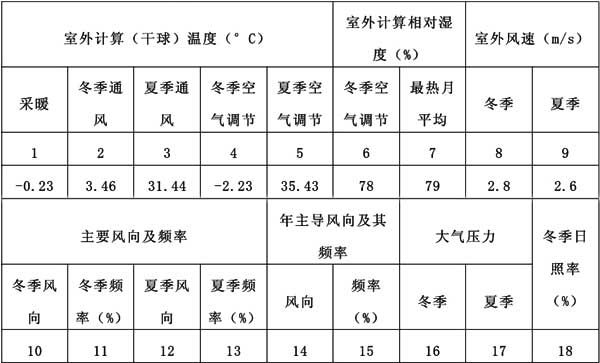 室外计算（干球）温度（°C）
室外计算相对湿度（%）
室外风速（m/s）
采暖
冬季通风
夏季通风
冬季空气调节
夏季空气调节
冬季空气调节
最热月平均
冬季
夏季
1 2 3 4 5 6 7 8 9
-0.23 3.46 31.44 -2.23 35.43 78 79 2.8 2.6
主要风向及频率
年主导风向及其频率
大气压力
冬季日照率（%）
冬季风向
冬季频率（%）
夏季风向
夏季频率（%）
风向
频率（%）
冬季
夏季
10 11 12 13 14 15 16 17 18